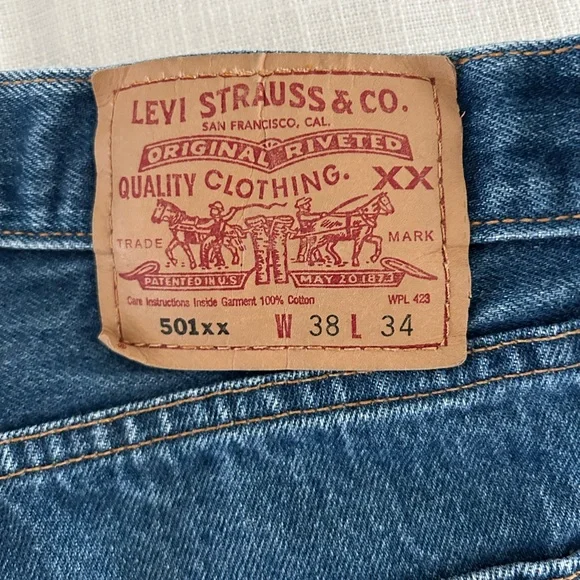 LEVI STRAUSS & CO.
SAN FRANCISCO, CAL.
ORIGINAL RIVETED
QUALITY CLOTHING. XX
TRADE MARK
PATENTED IN U.S MAY 20 1873
Care Instructions Inside Garment 100% Cotton WPL 423
501xx W 38 L 34